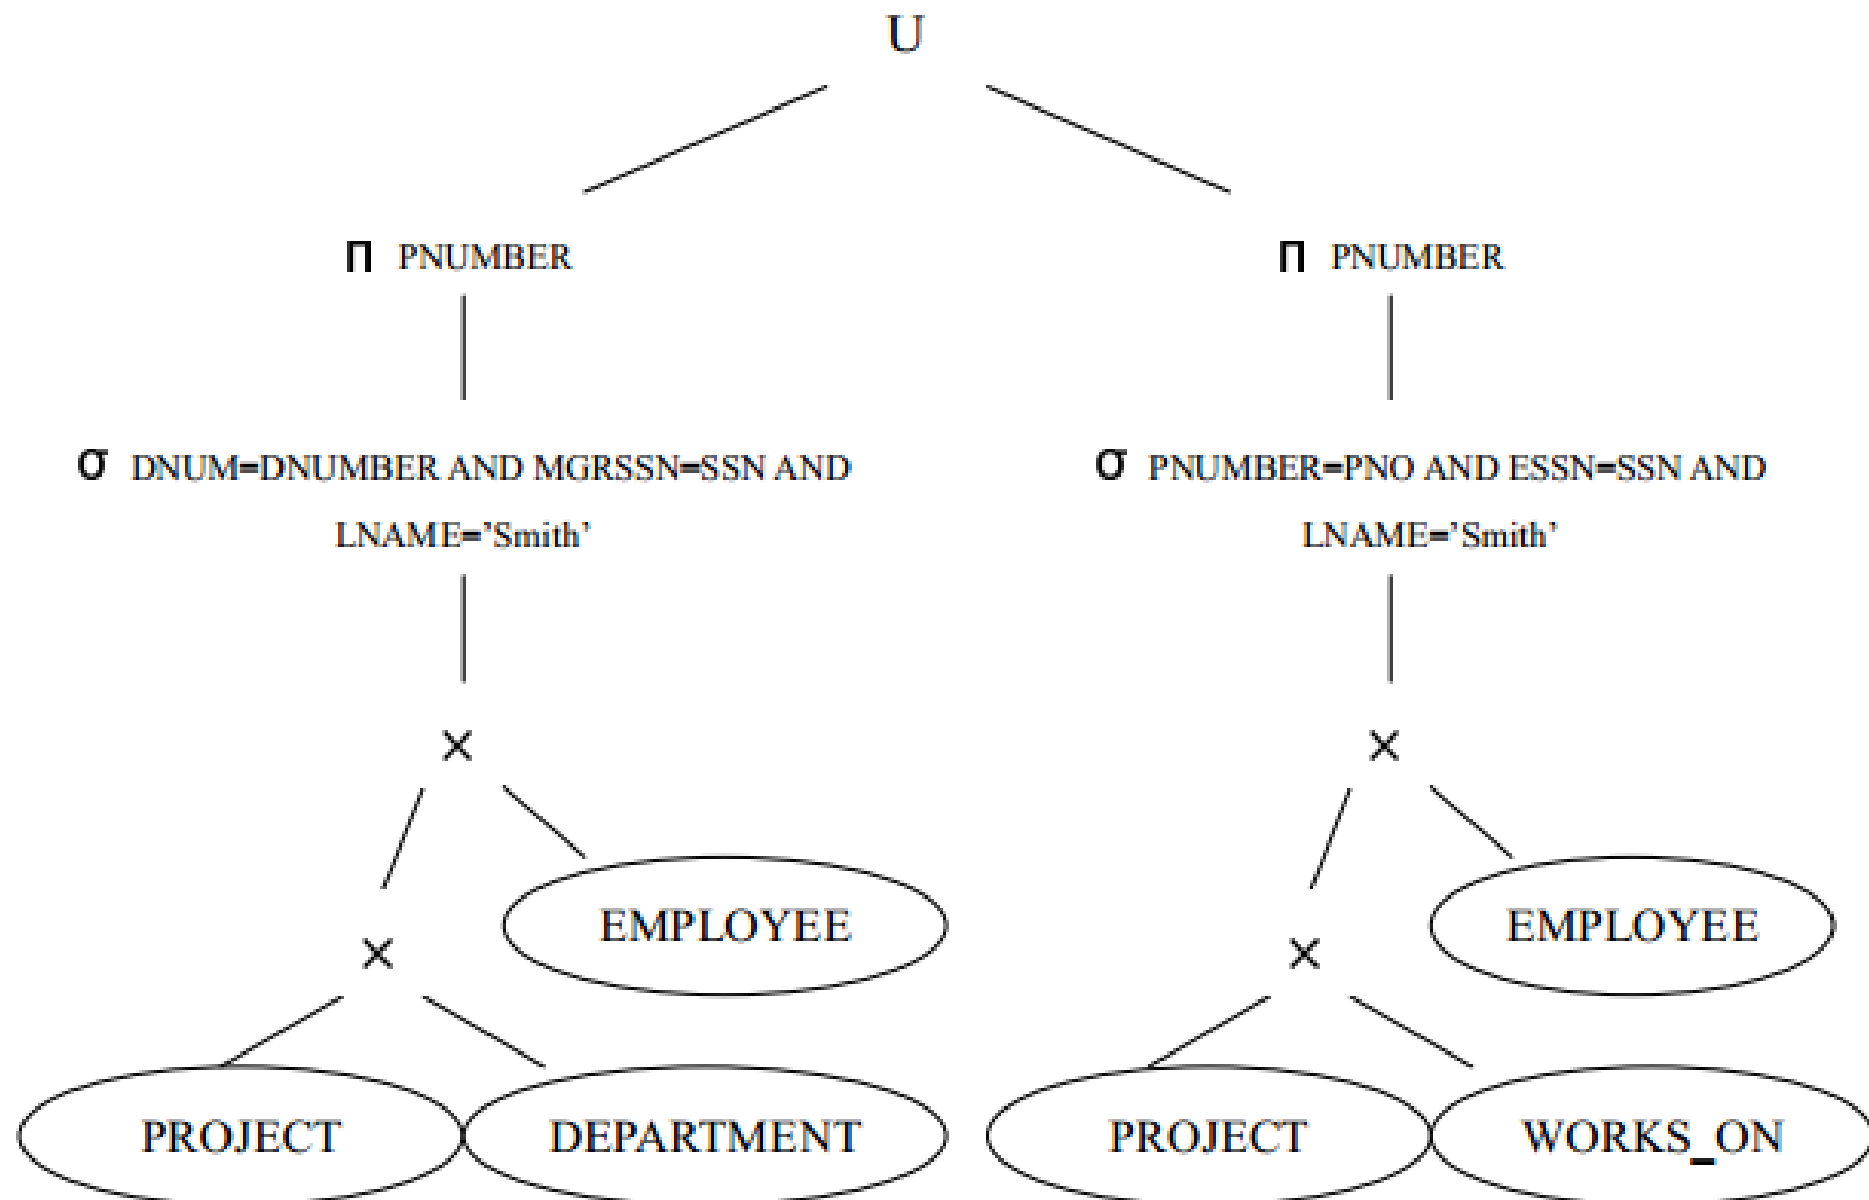 U
Π PNUMBER
Π PNUMBER
σ DNUM=DNUMBER AND MGRSSN=SSN AND
LNAME=’Smith’
σ PNUMBER=PNO AND ESSN=SSN AND
LNAME=’Smith’
×
×
EMPLOYEE
EMPLOYEE
×
×
PROJECT
DEPARTMENT
PROJECT
WORKS_ON